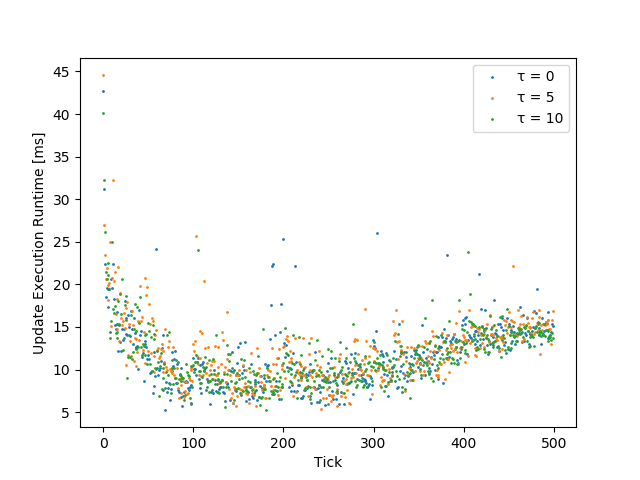 45
40
35
30
25
20
15
10
5
Update Execution Runtime [ms]
τ = 0
τ = 5
τ = 10
0 100 200 300 400 500
Tick